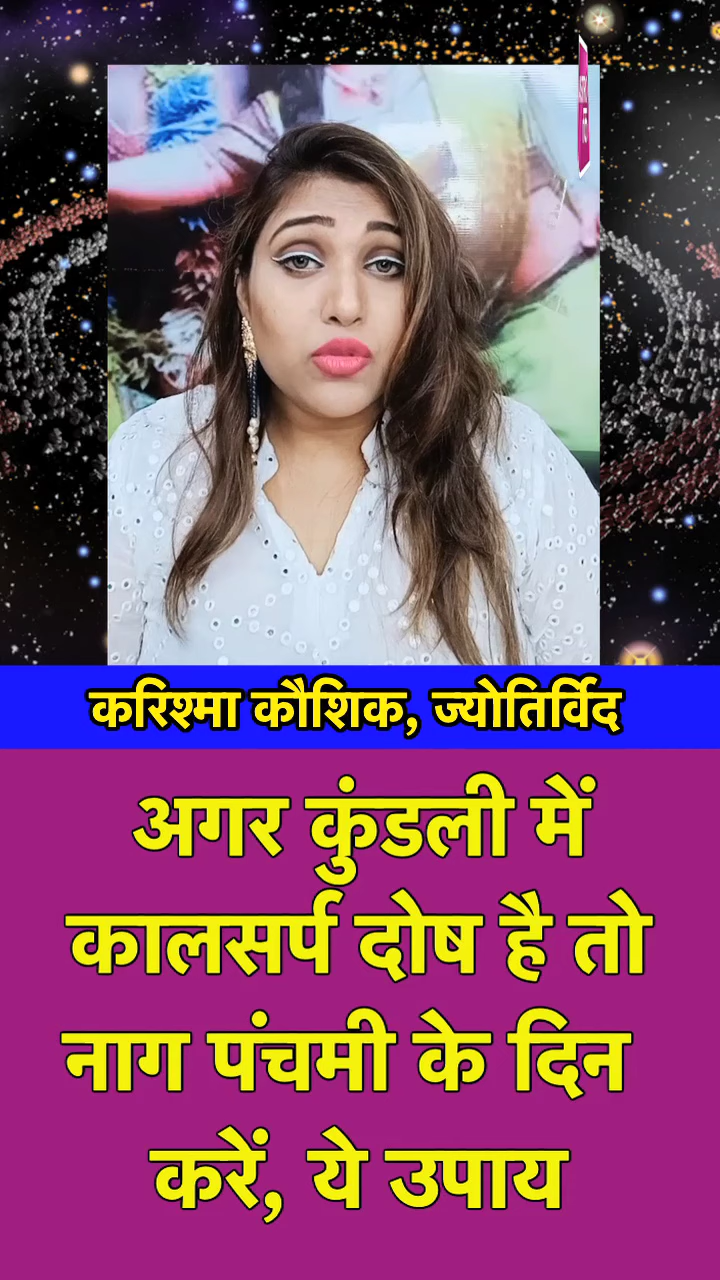 करिश्मा कौशिक, ज्योतिर्विद
अगर कुंडली में
कालसर्प दोष है तो
नाग पंचमी के दिन
करें, ये उपाय